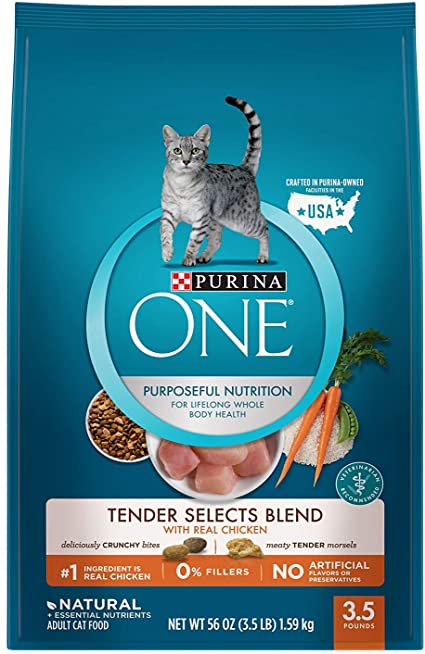 CRAFTED IN PURINA-OWNED
FACILITIES IN THE
USA
PURINA
ONE®
PURPOSEFUL NUTRITION
FOR LIFELONG WHOLE
BODY HEALTH
VETERINARIAN RECOMMENDED
TENDER SELECTS BLEND
WITH REAL CHICKEN
deliciously CRUNCHY bites
meaty TENDER morsels
#1 INGREDIENT IS
REAL CHICKEN
0% FILLERS
NO ARTIFICIAL
FLAVORS OR
PRESERVATIVES
NATURAL
+ ESSENTIAL NUTRIENTS
ADULT CAT FOOD
NET WT 56 OZ (3.5 LB) 1.59 kg
3.5
POUNDS